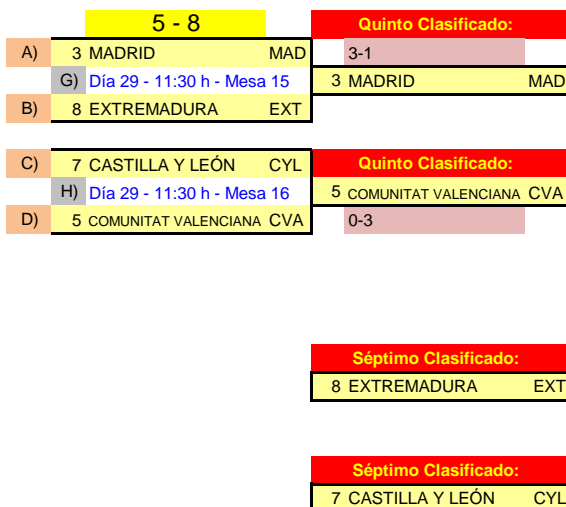 5 - 8 Quinto Clasificado:
A) 3 MADRID MAD 3-1
G) Día 29 - 11:30 h - Mesa 15 3 MADRID MAD
B) 8 EXTREMADURA EXT
C) 7 CASTILLA Y LEÓN CYL Quinto Clasificado:
H) Día 29 - 11:30 h - Mesa 16 5 COMUNITAT VALENCIANA CVA
D) 5 COMUNITAT VALENCIANA CVA 0-3
Séptimo Clasificado:
8 EXTREMADURA EXT
Séptimo Clasificado:
7 CASTILLA Y LEÓN CYL